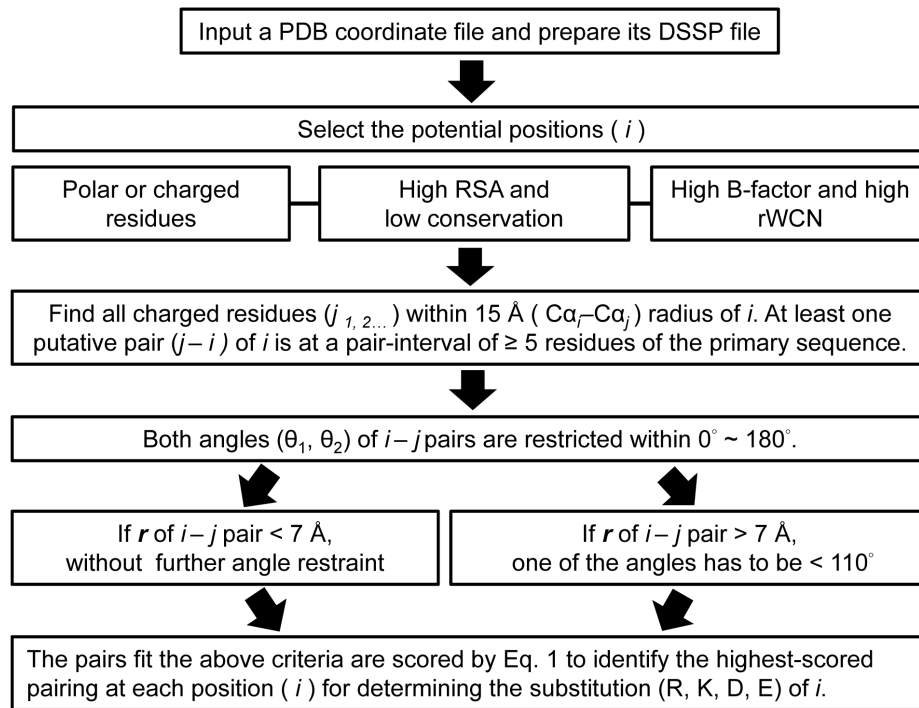 Input a PDB coordinate file and prepare its DSSP file
Select the potential positions ( i )
Polar or charged
residues
High RSA and
low conservation
High B-factor and high
rWCN
Find all charged residues (j 1, 2... ) within 15 Å ( Cαi–Cαj ) radius of i. At least one
putative pair (j – i ) of i is at a pair-interval of ≥ 5 residues of the primary sequence.
Both angles (θ1, θ2) of i – j pairs are restricted within 0° ~ 180°.
If r of i – j pair < 7 Å,
without further angle restraint
If r of i – j pair > 7 Å,
one of the angles has to be < 110°
The pairs fit the above criteria are scored by Eq. 1 to identify the highest-scored
pairing at each position ( i ) for determining the substitution (R, K, D, E) of i.